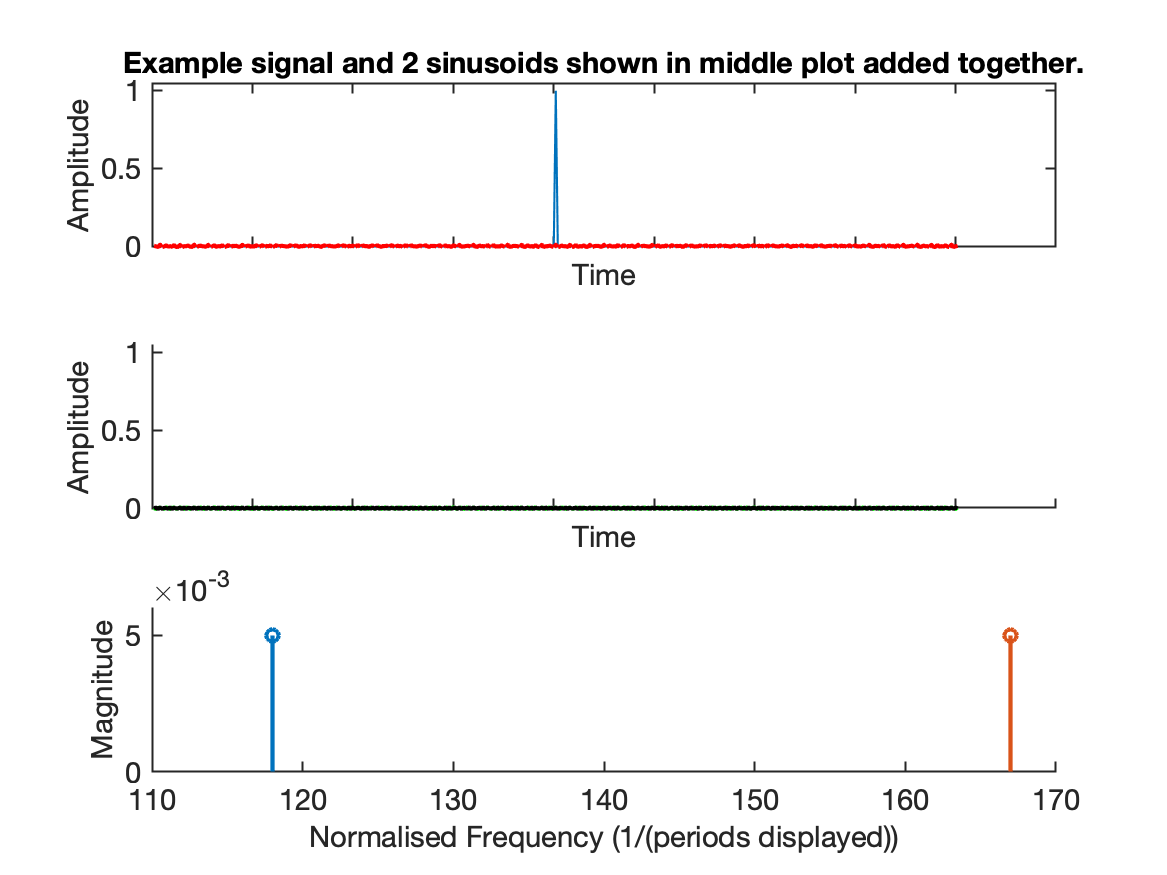 Example signal and 2 sinusoids shown in middle plot added together.
1
0.5
0
Amplitude
Time
1
0.5
0
Amplitude
Time
×10-3
5
0
Magnitude
110 120 130 140 150 160 170
Normalised Frequency (1/(periods displayed))